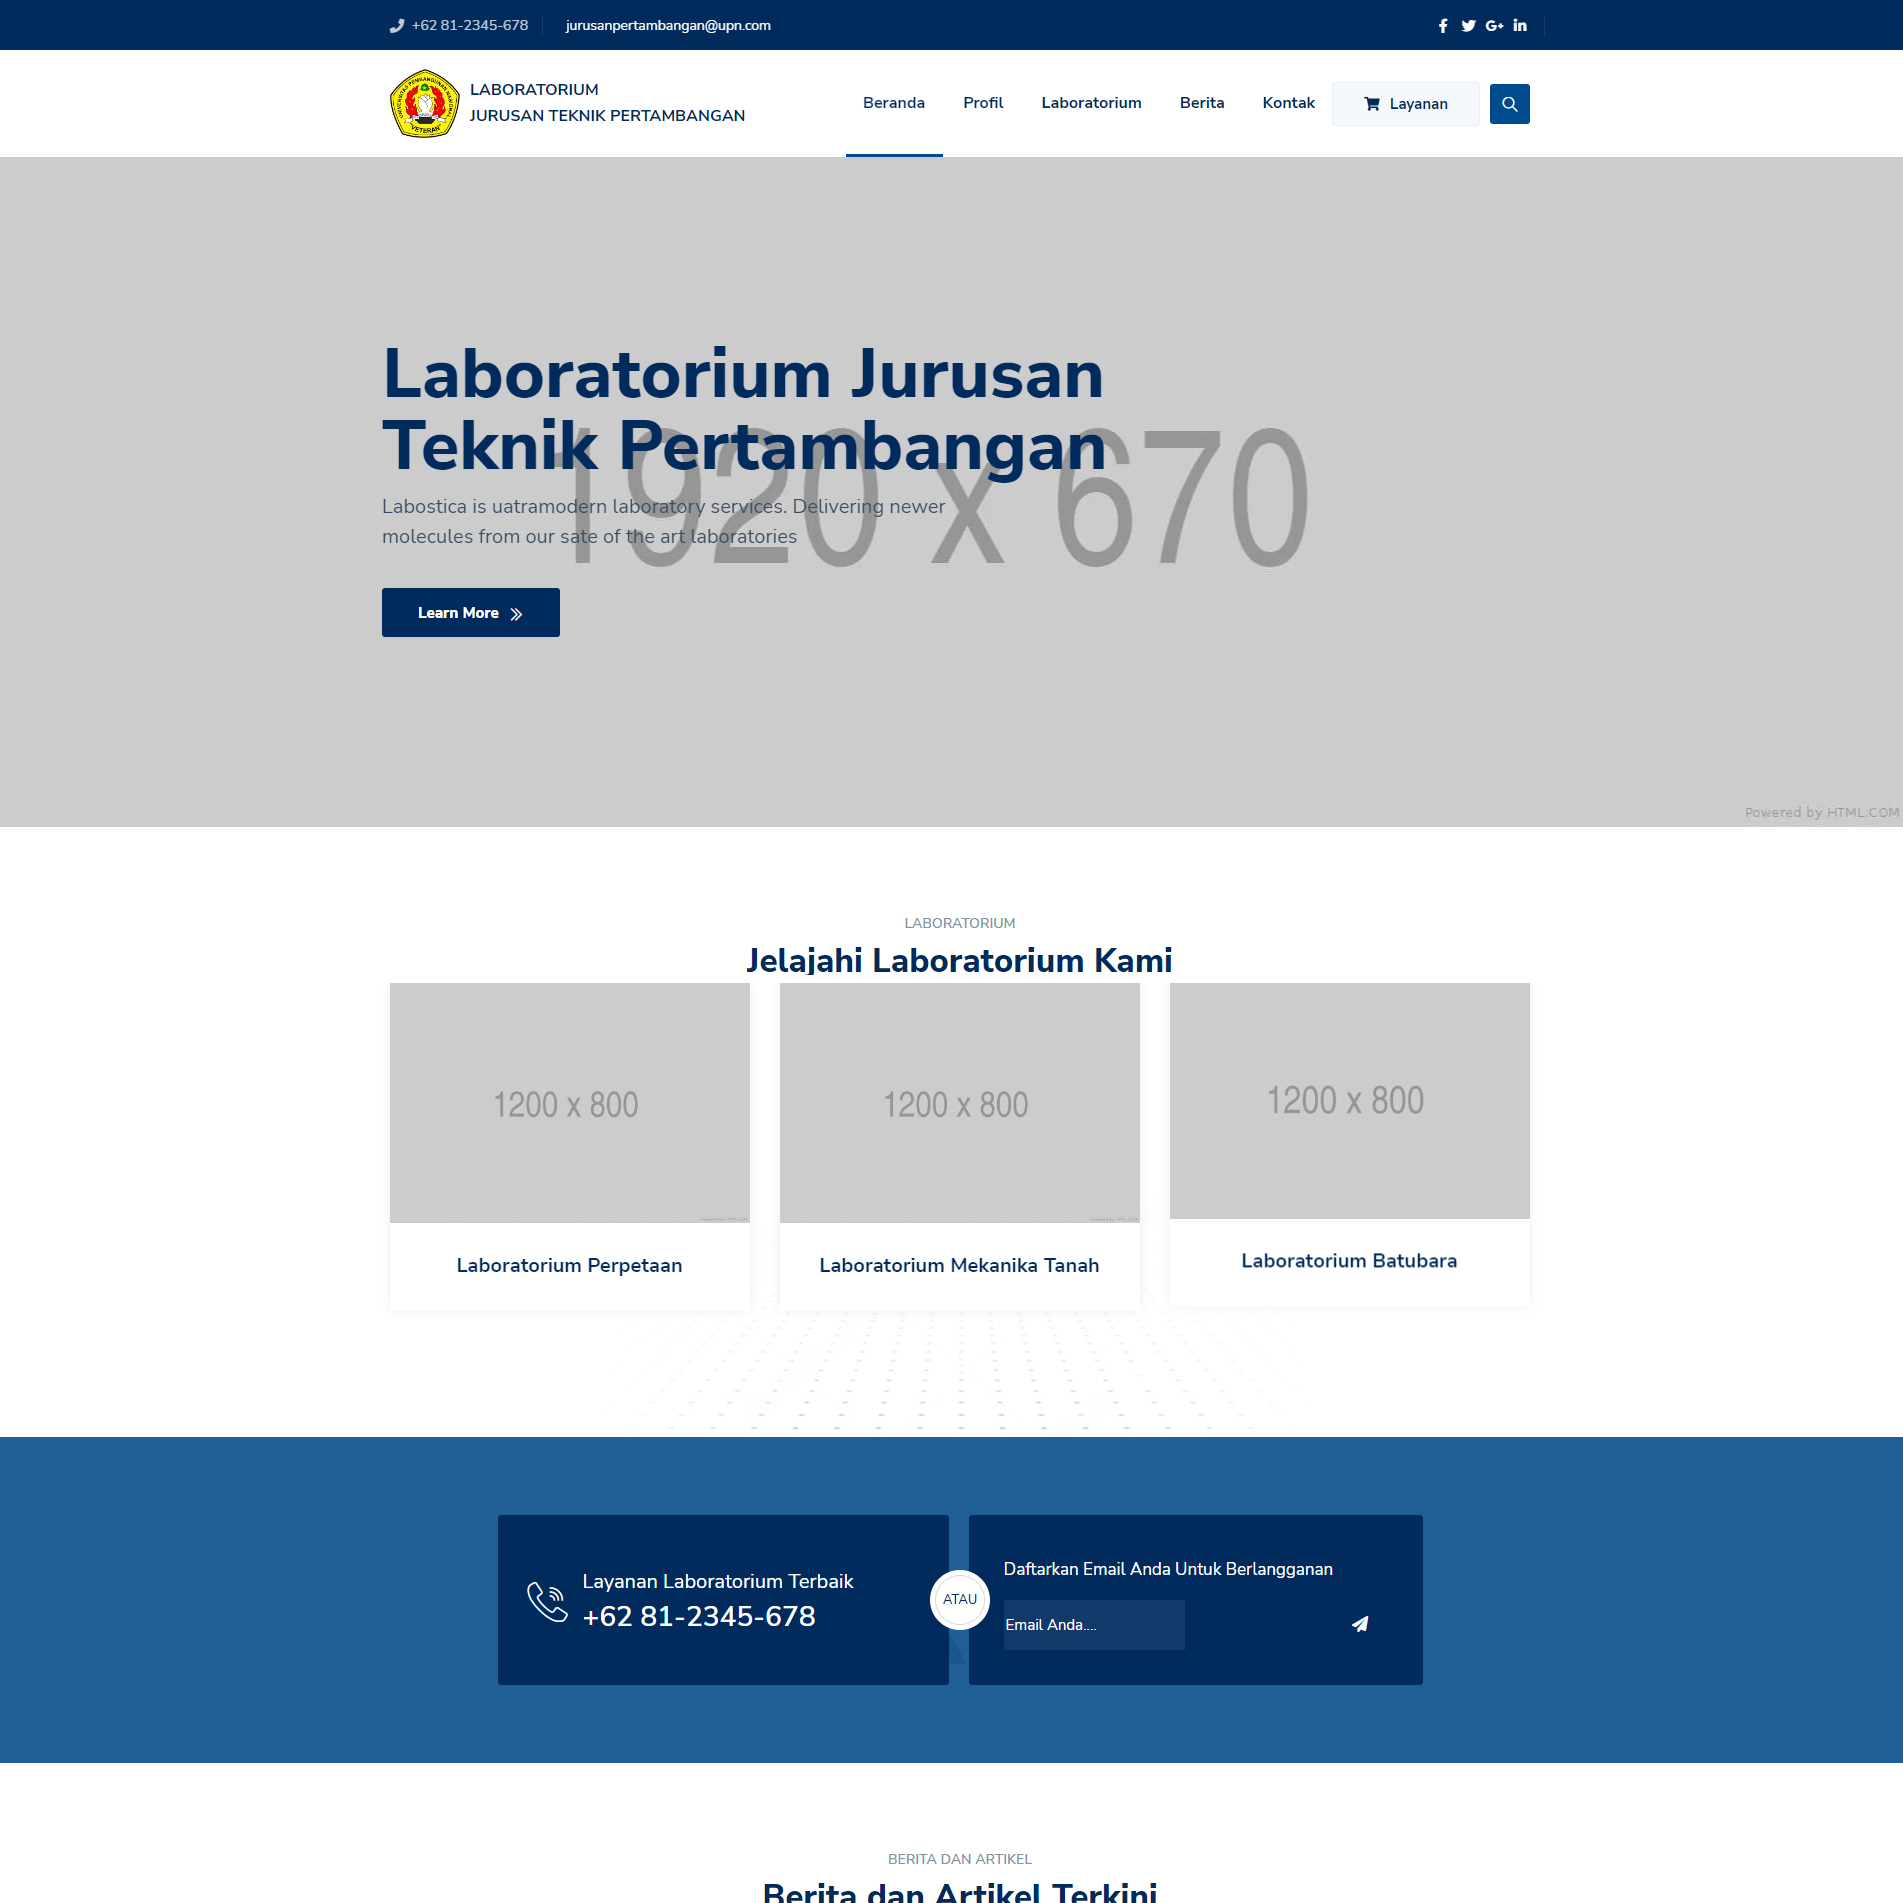 +62 81-2345-678
jurusanpertambangan@upn.com
LABORATORIUM
JURUSAN TEKNIK PERTAMBANGAN
Beranda
Profil
Laboratorium
Berita
Kontak
Layanan
Laboratorium Jurusan
Teknik Pertambangan
1920 x 670
Labostica is uatramodern laboratory services. Delivering newer
molecules from our sate of the art laboratories
Learn More
Powered by HTML.COM
LABORATORIUM
Jelajahi Laboratorium Kami
1200 x 800
1200 x 800
1200 x 800
Laboratorium Perpetaan
Laboratorium Mekanika Tanah
Laboratorium Batubara
Layanan Laboratorium Terbaik
+62 81-2345-678
ATAU
Daftarkan Email Anda Untuk Berlangganan
Email Anda....
BERITA DAN ARTIKEL
Berita dan Artikel Terkini